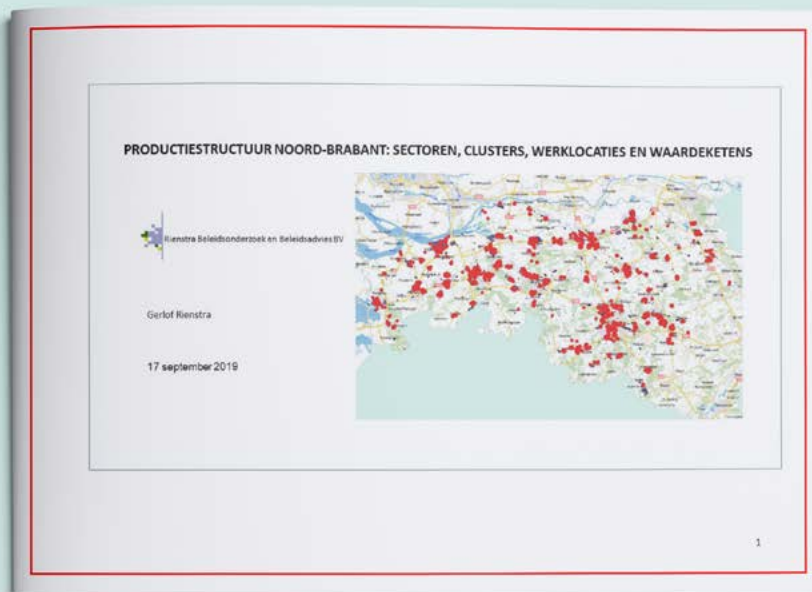 PRODUCTIESTRUCTUUR NOORD-BRABANT: SECTOREN, CLUSTERS, WERKLOCATIES EN WAARDEKETENS
Rienstra Beleidsonderzoek en Beleidsadvies BV
Gerlof Rienstra
17 september 2019
1